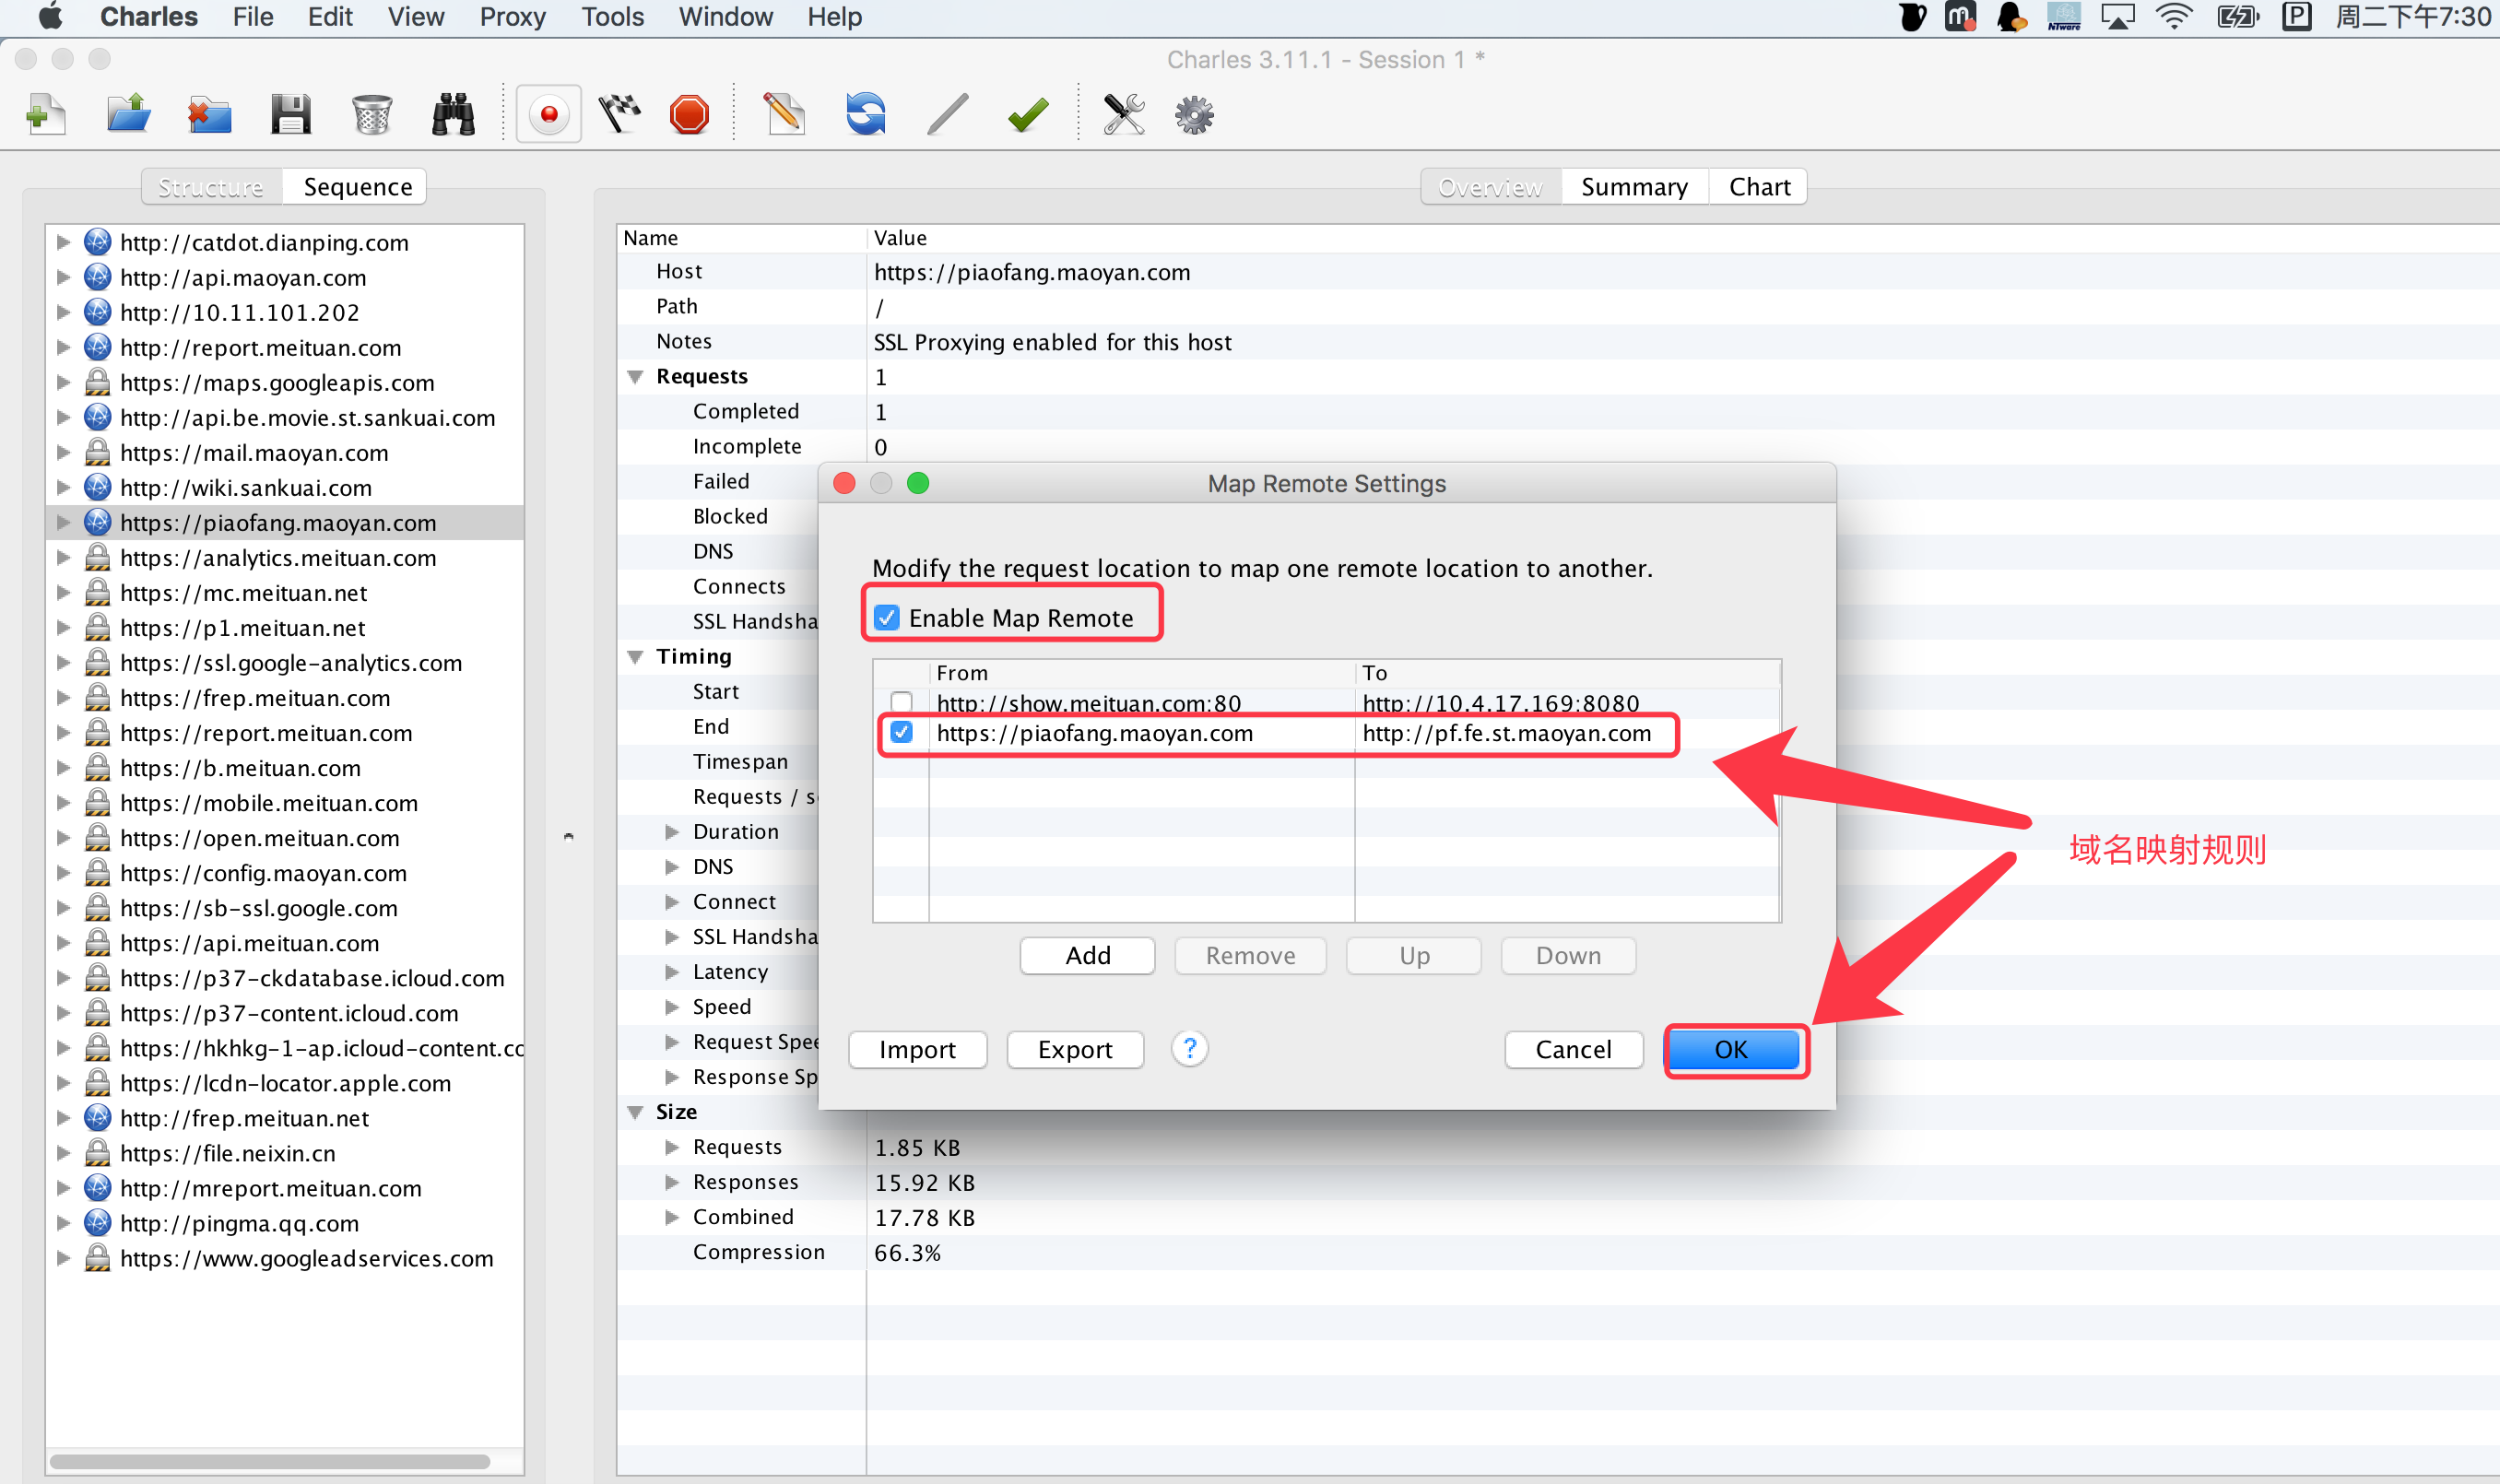 Charles File Edit View Proxy Tools Window Help
周二下午7:30
Charles 3.11.1 - Session 1 *
Structure Sequence
Overview Summary Chart
http://catdot.dianping.com
http://api.maoyan.com
http://10.11.101.202
http://report.meituan.com
https://maps.googleapis.com
http://api.be.movie.st.sankuai.com
https://mail.maoyan.com
http://wiki.sankuai.com
https://piaofang.maoyan.com
https://analytics.meituan.com
https://mc.meituan.net
https://p1.meituan.net
https://ssl.google-analytics.com
https://frep.meituan.com
https://report.meituan.com
https://b.meituan.com
https://mobile.meituan.com
https://open.meituan.com
https://config.maoyan.com
https://sb-ssl.google.com
https://api.meituan.com
https://p37-ckdatabase.icloud.com
https://p37-content.icloud.com
https://hkhkg-1-ap.icloud-content.co
https://lcdn-locator.apple.com
http://frep.meituan.net
https://file.neixin.cn
http://mreport.meituan.com
http://pingma.qq.com
https://www.googleadservices.com
Name Value
Host https://piaofang.maoyan.com
Path /
Notes SSL Proxying enabled for this host
Requests 1
Completed 1
Incomplete 0
Failed
Blocked
DNS
Connects
SSL Handsha
Timing
Start
End
Timespan
Requests / s
Duration
DNS
Connect
SSL Handsha
Latency
Speed
Request Spee
Response Sp
Size
Requests 1.85 KB
Responses 15.92 KB
Combined 17.78 KB
Compression 66.3%
Map Remote Settings
Modify the request location to map one remote location to another.
Enable Map Remote
From To
http://show.meituan.com:80 http://10.4.17.169:8080
https://piaofang.maoyan.com http://pf.fe.st.maoyan.com
Add Remove Up Down
Import Export ? Cancel OK
域名映射规则